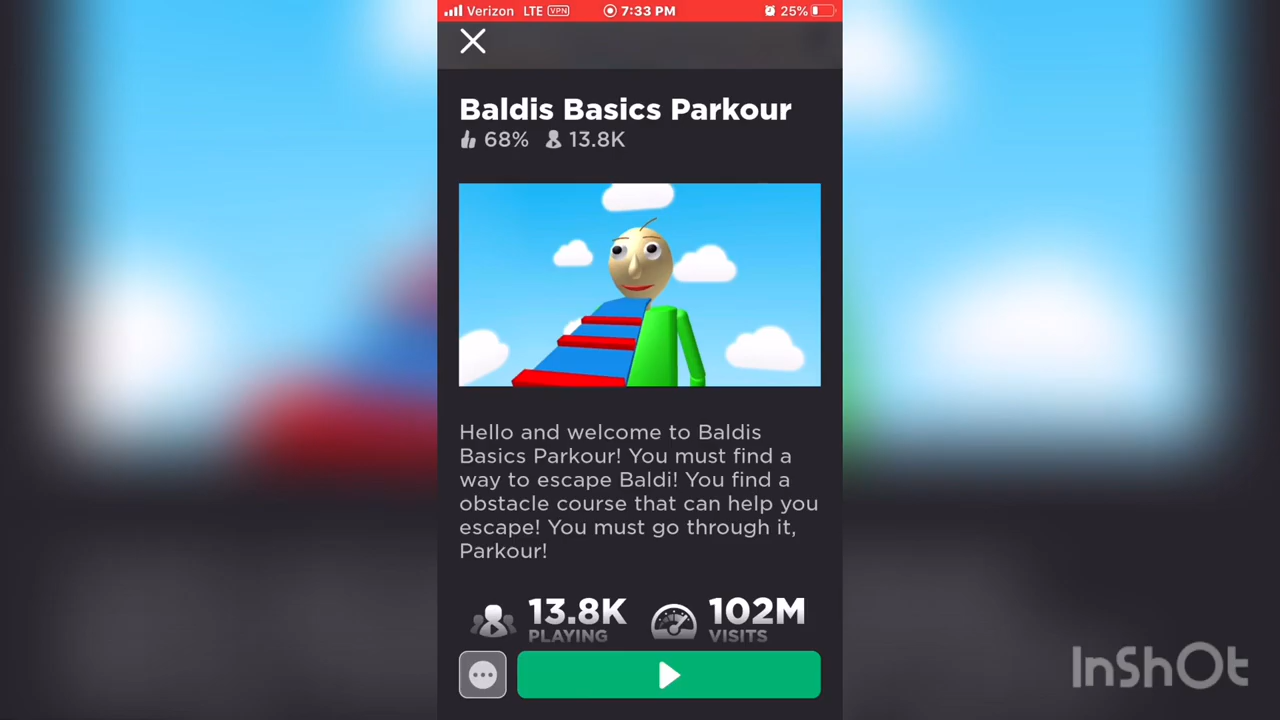 Verizon LTE VPN 7:33 PM 25%
Baldis Basics Parkour
68% 13.8K
Hello and welcome to Baldis
Basics Parkour! You must find a
way to escape Baldi! You find a
obstacle course that can help you
escape! You must go through it,
Parkour!
13.8K 102M
PLAYING VISITS
InShOt